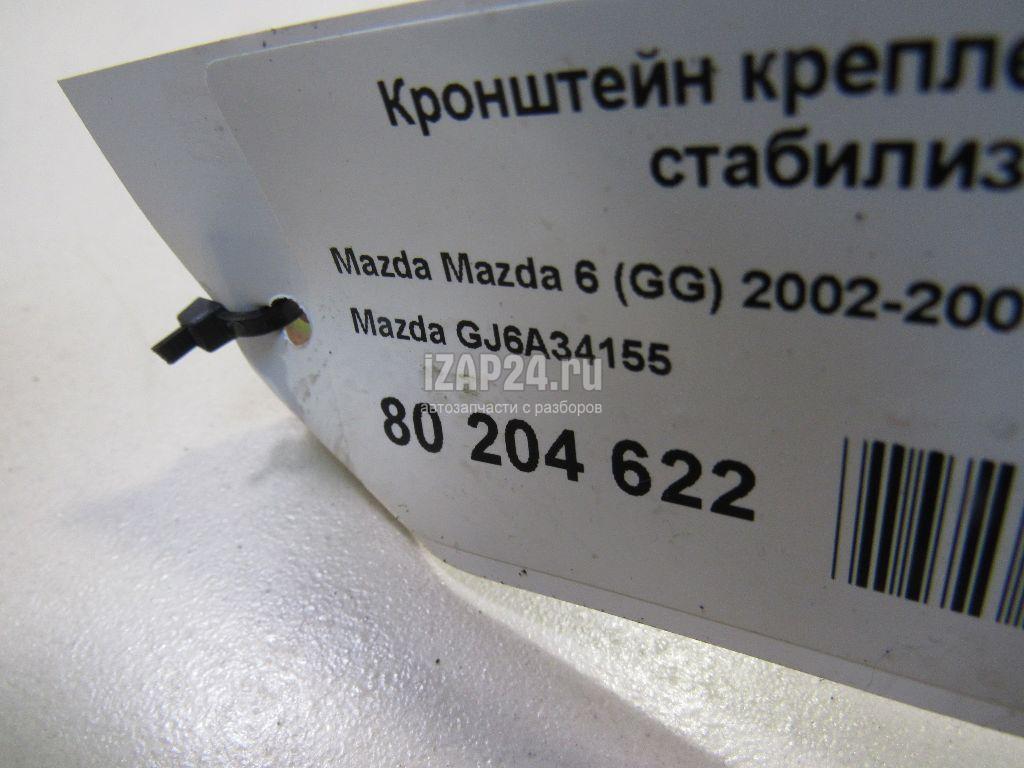 Кронштейн крепле
стабилиз
Mazda Mazda 6 (GG) 2002-200
Mazda GJ6A34155
iZAP24.ru
автозапчасти с разборов
80 204 622